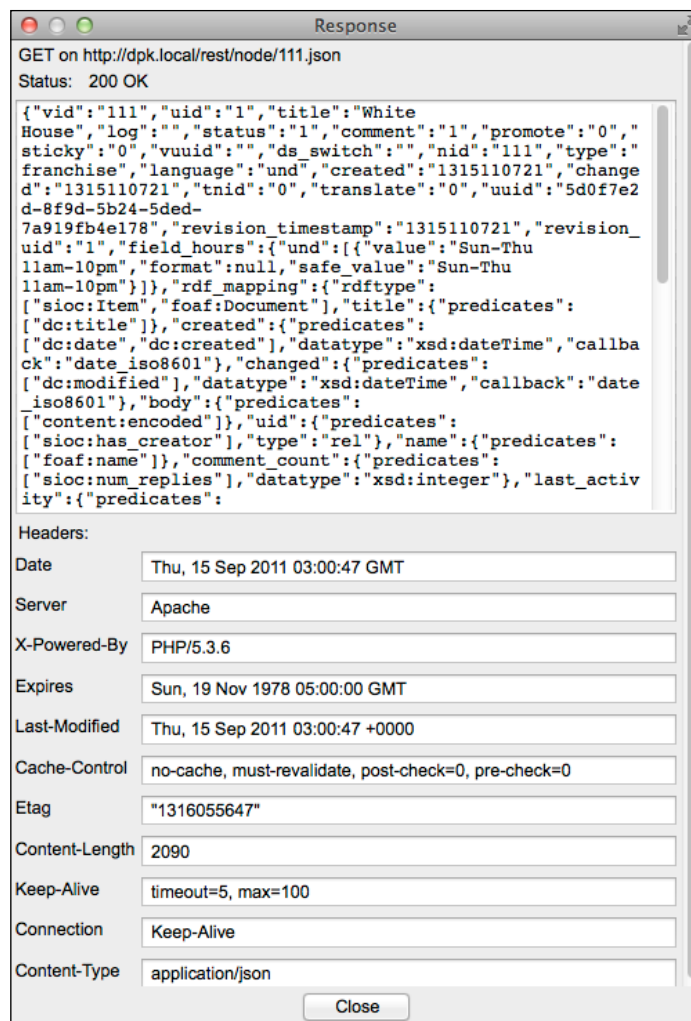 Response
GET on http://dpk.local/rest/node/111.json
Status: 200 OK
{"vid":"111","uid":"1","title":"White
House","log":"","status":"1","comment":"1","promote":"0","
sticky":"0","vuuid":"","ds_switch":"","nid":"111","type":"
franchise","language":"und","created":"1315110721","change
d":"1315110721","tnid":"0","translate":"0","uuid":"5d0f7e2
d-8f9d-5b24-5ded-
7a919fb4e178","revision_timestamp":"1315110721","revision_
uid":"1","field_hours":{"und":[{"value":"Sun-Thu
11am-10pm","format":null,"safe_value":"Sun-Thu
11am-10pm"}]},"rdf_mapping":{"rdftype":
["sioc:Item","foaf:Document"],"title":{"predicates":
["dc:title"]},"created":{"predicates":
["dc:date","dc:created"],"datatype":"xsd:dateTime","callba
ck":"date_iso8601"},"changed":{"predicates":
["dc:modified"],"datatype":"xsd:dateTime","callback":"date
_iso8601"},"body":{"predicates":
["content:encoded"]},"uid":{"predicates":
["sioc:has_creator"],"type":"rel"},"name":{"predicates":
["foaf:name"]},"comment_count":{"predicates":
["sioc:num_replies"],"datatype":"xsd:integer"},"last_activ
ity":{"predicates":
Headers:
Date Thu, 15 Sep 2011 03:00:47 GMT
Server Apache
X-Powered-By PHP/5.3.6
Expires Sun, 19 Nov 1978 05:00:00 GMT
Last-Modified Thu, 15 Sep 2011 03:00:47 +0000
Cache-Control no-cache, must-revalidate, post-check=0, pre-check=0
Etag "1316055647"
Content-Length 2090
Keep-Alive timeout=5, max=100
Connection Keep-Alive
Content-Type application/json
Close